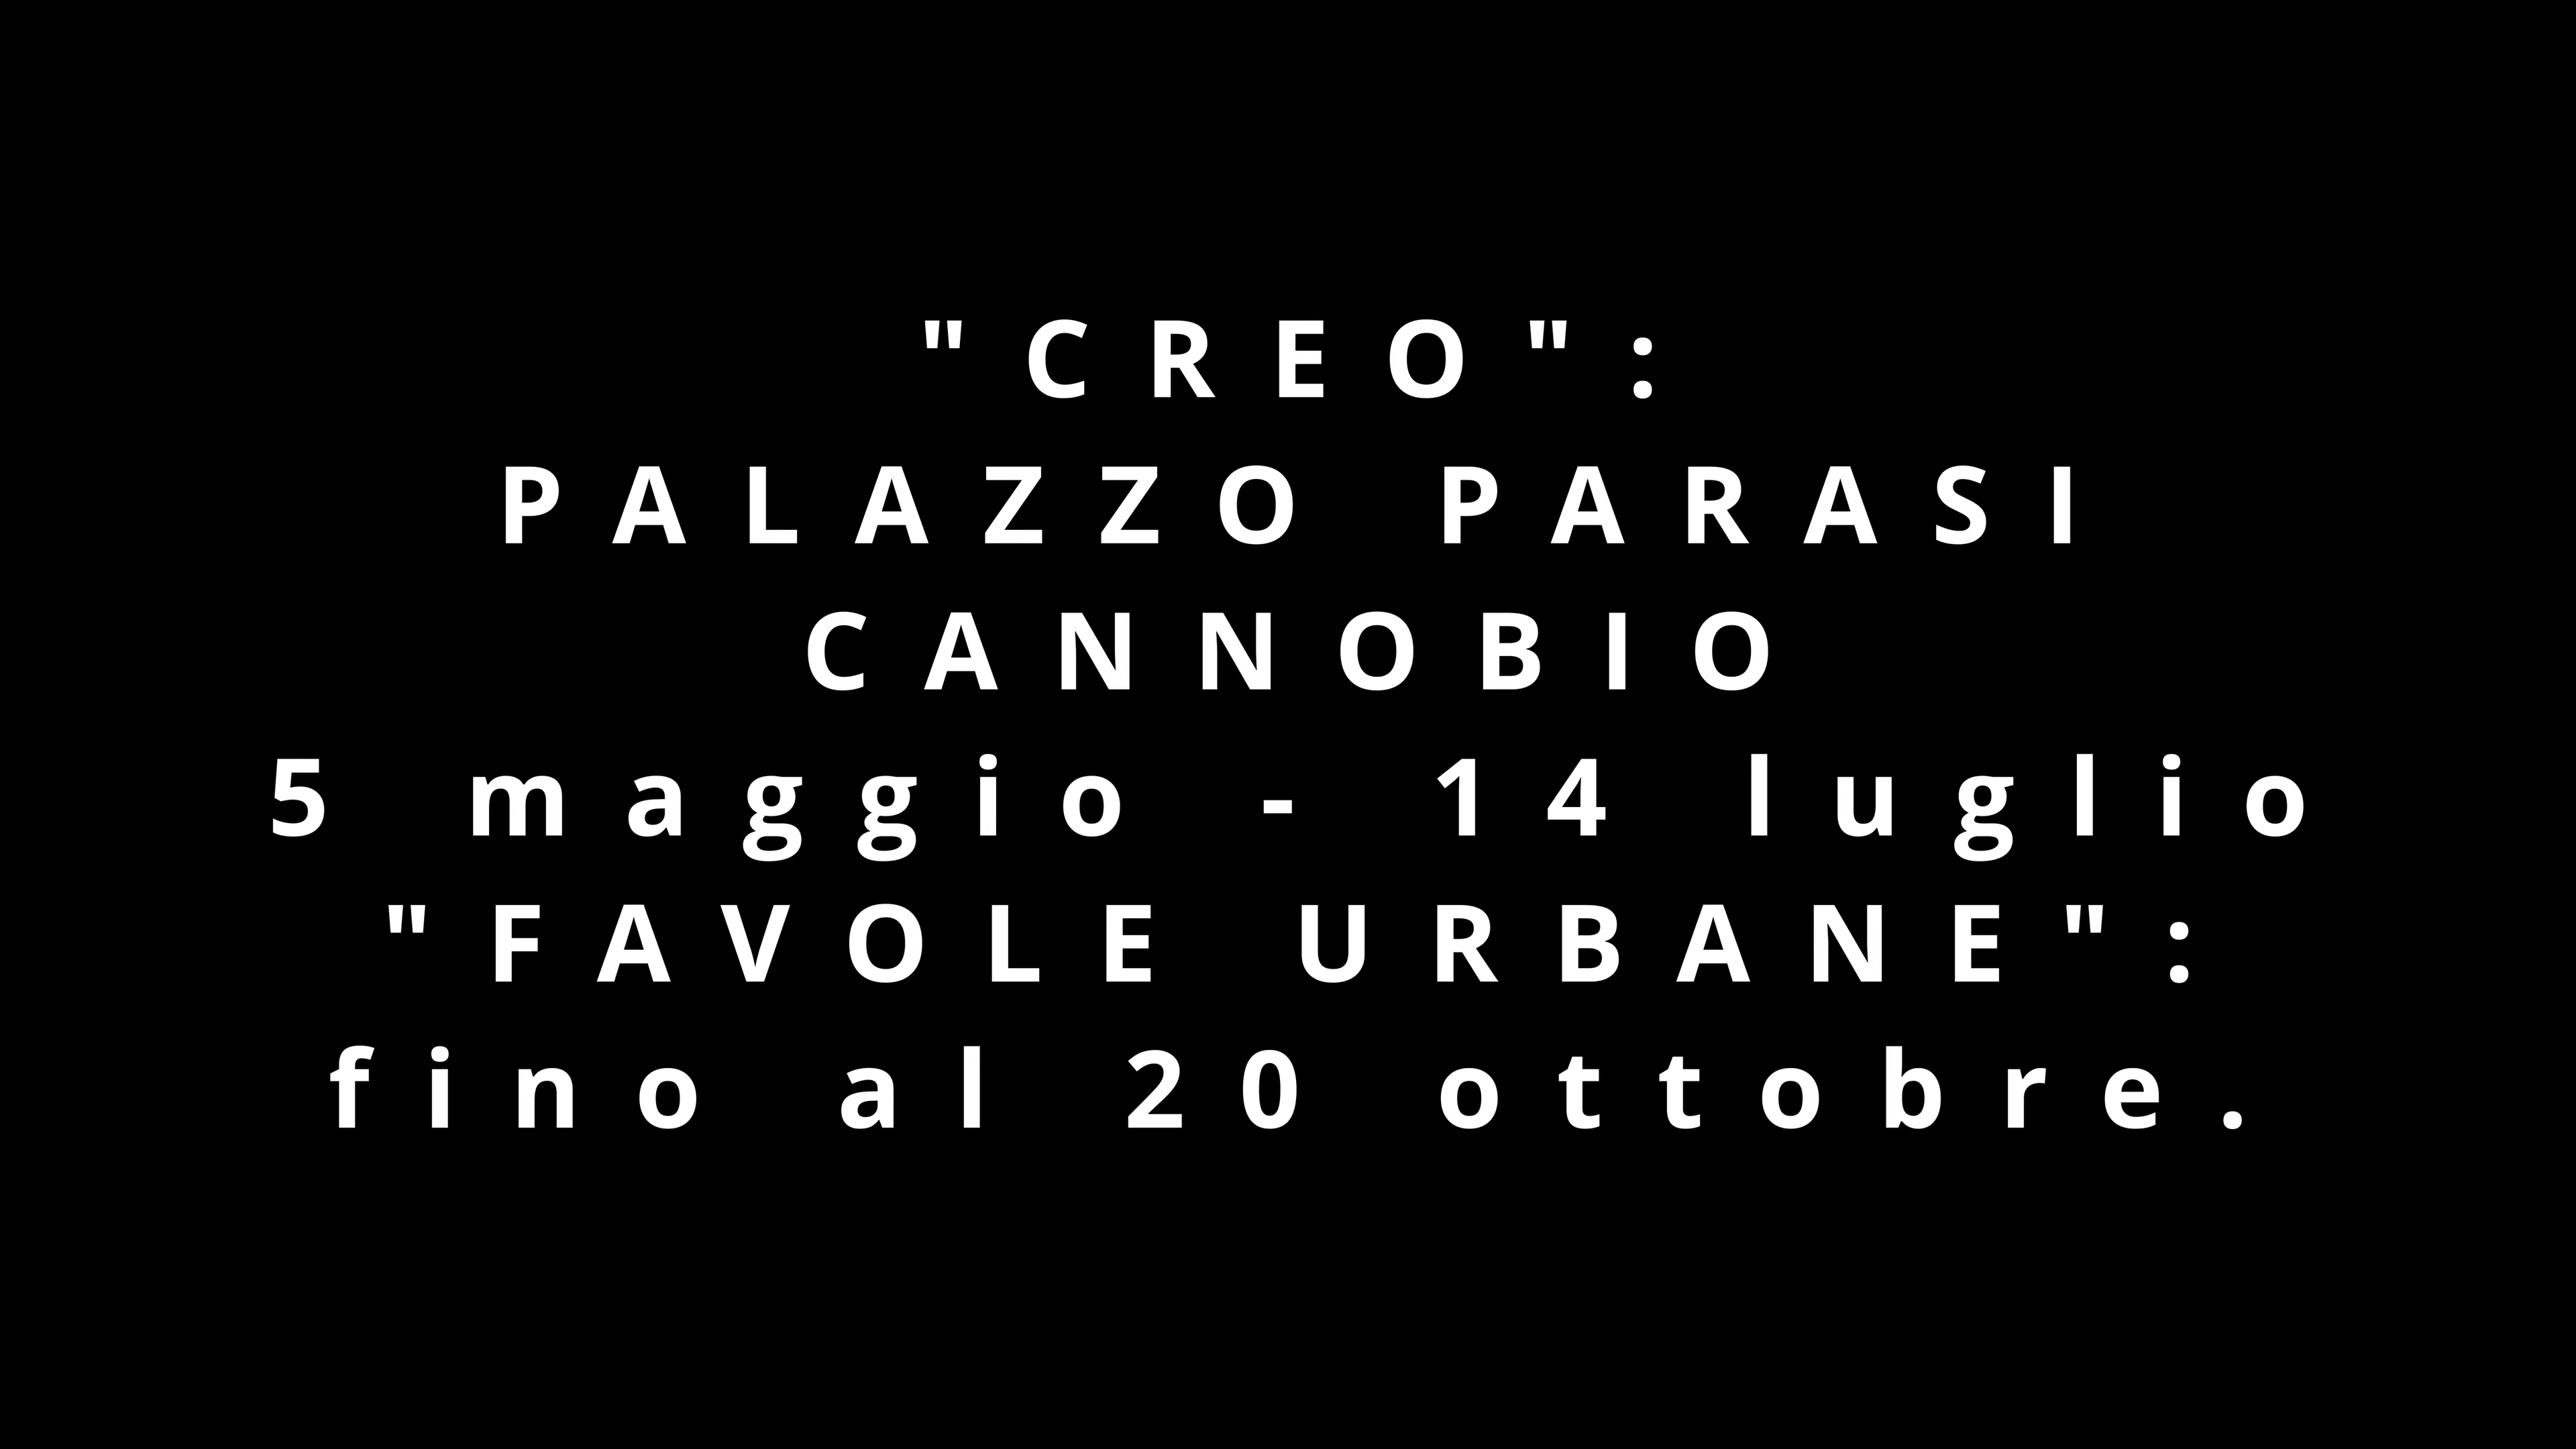 "CREO":
PALAZZO PARASI
CANNOBIO
5 maggio - 14 luglio
"FAVOLE URBANE":
fino al 20 ottobre.